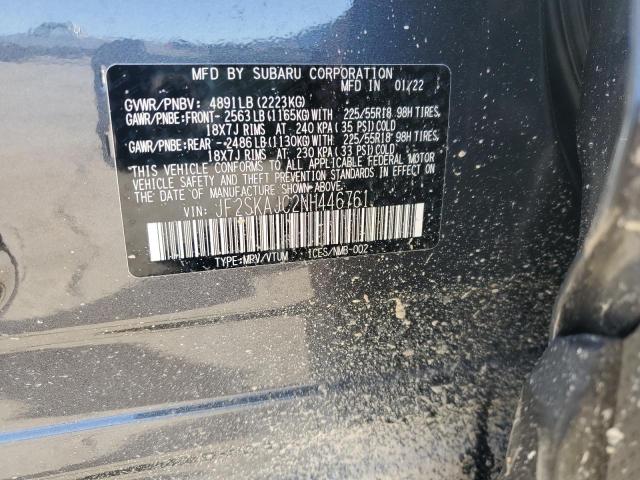 MFD BY SUBARU CORPORATION
MFD IN 01/22
GVWR/PNBV: 4891LB(2223KG)
GAWR/PNBE:FRONT- 2563LB(1165KG)WITH 225/55R18 98H TIRES,
18X7J RIMS AT 240 KPA(35 PSI)COLD
GAWR/PNBE:REAR -2486LB(1130KG)WITH 225/55R18 98H TIRES,
18X7J RIMS AT 230 KPA(33 PSI)COLD
THIS VEHICLE CONFORMS TO ALL APPLICABLE FEDERAL MOTOR
VEHICLE SAFETY AND BUMPER STANDARDS IN EFFECT ON
THE DATE OF MANUFACTURE SHOWN ABOVE.
VIN: JF2SKAJC2NH446761
TYPE:MPV/VTUM ICES/NMB-002